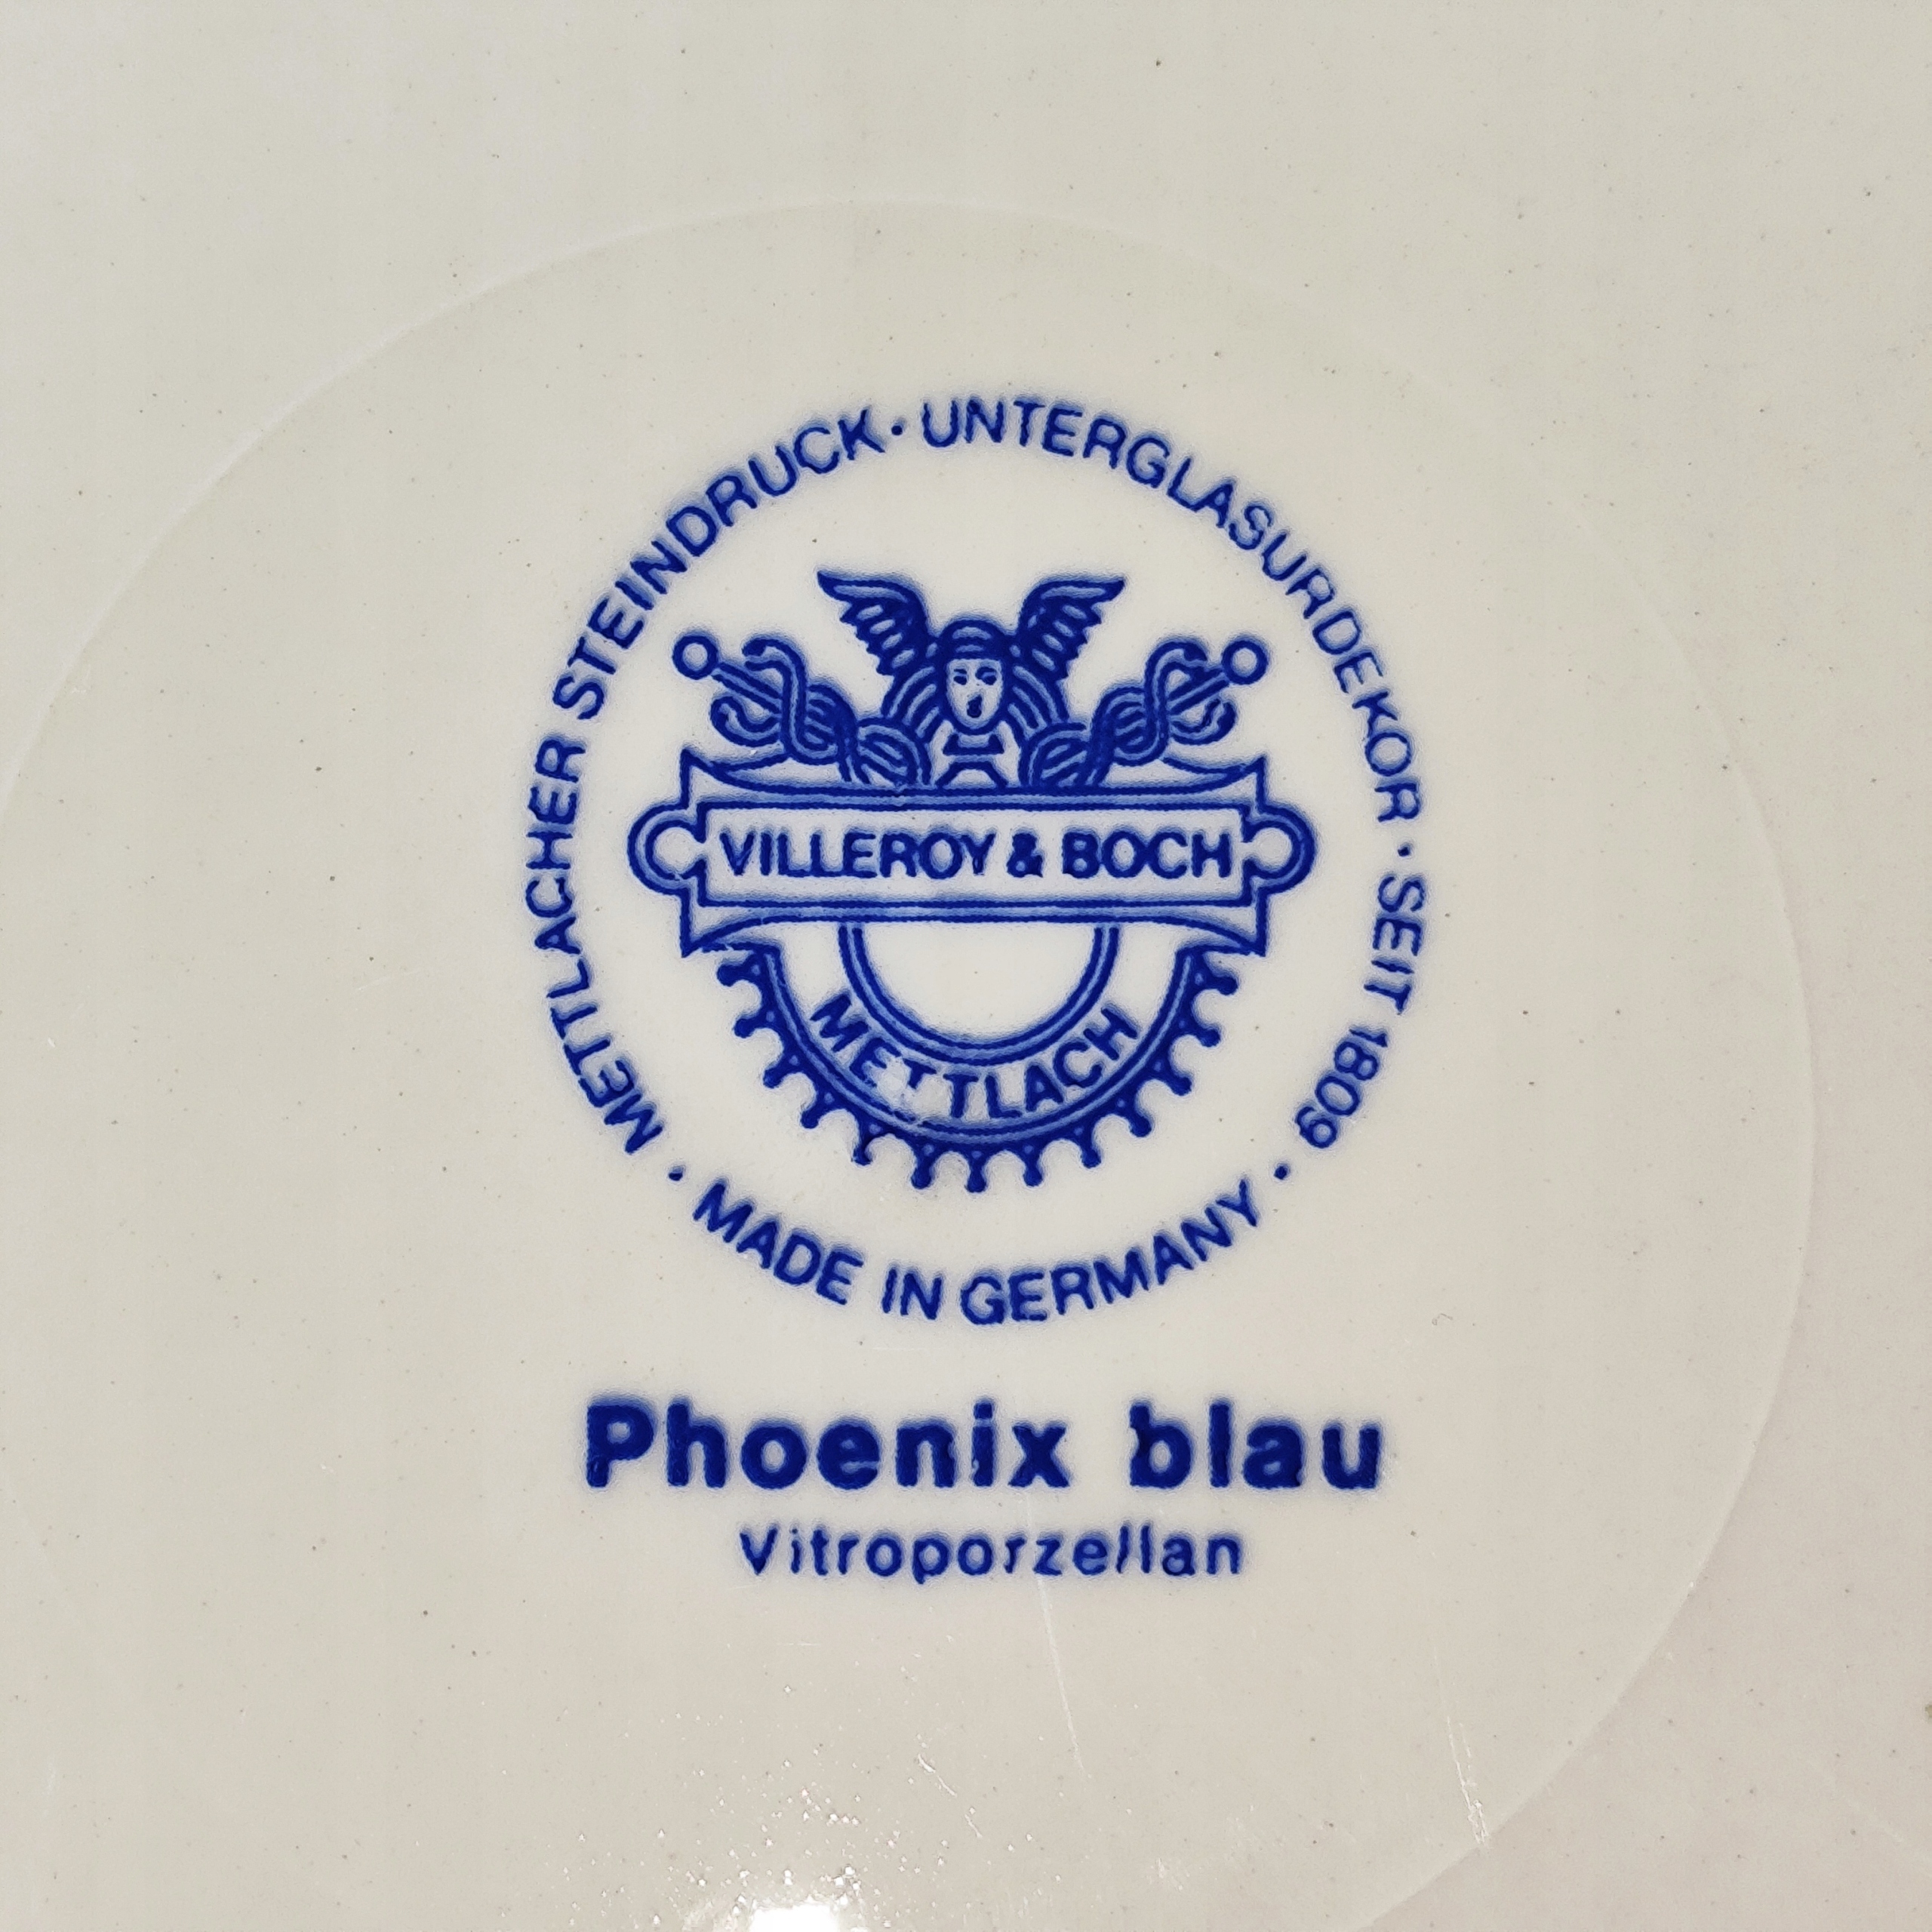 METTLACHER STEINDRUCK · UNTERGLASURDEKOR · SEIT 1809 ·
VILLEROY & BOCH
METTLACH
MADE IN GERMANY ·
Phoenix blau
Vitroporzellan